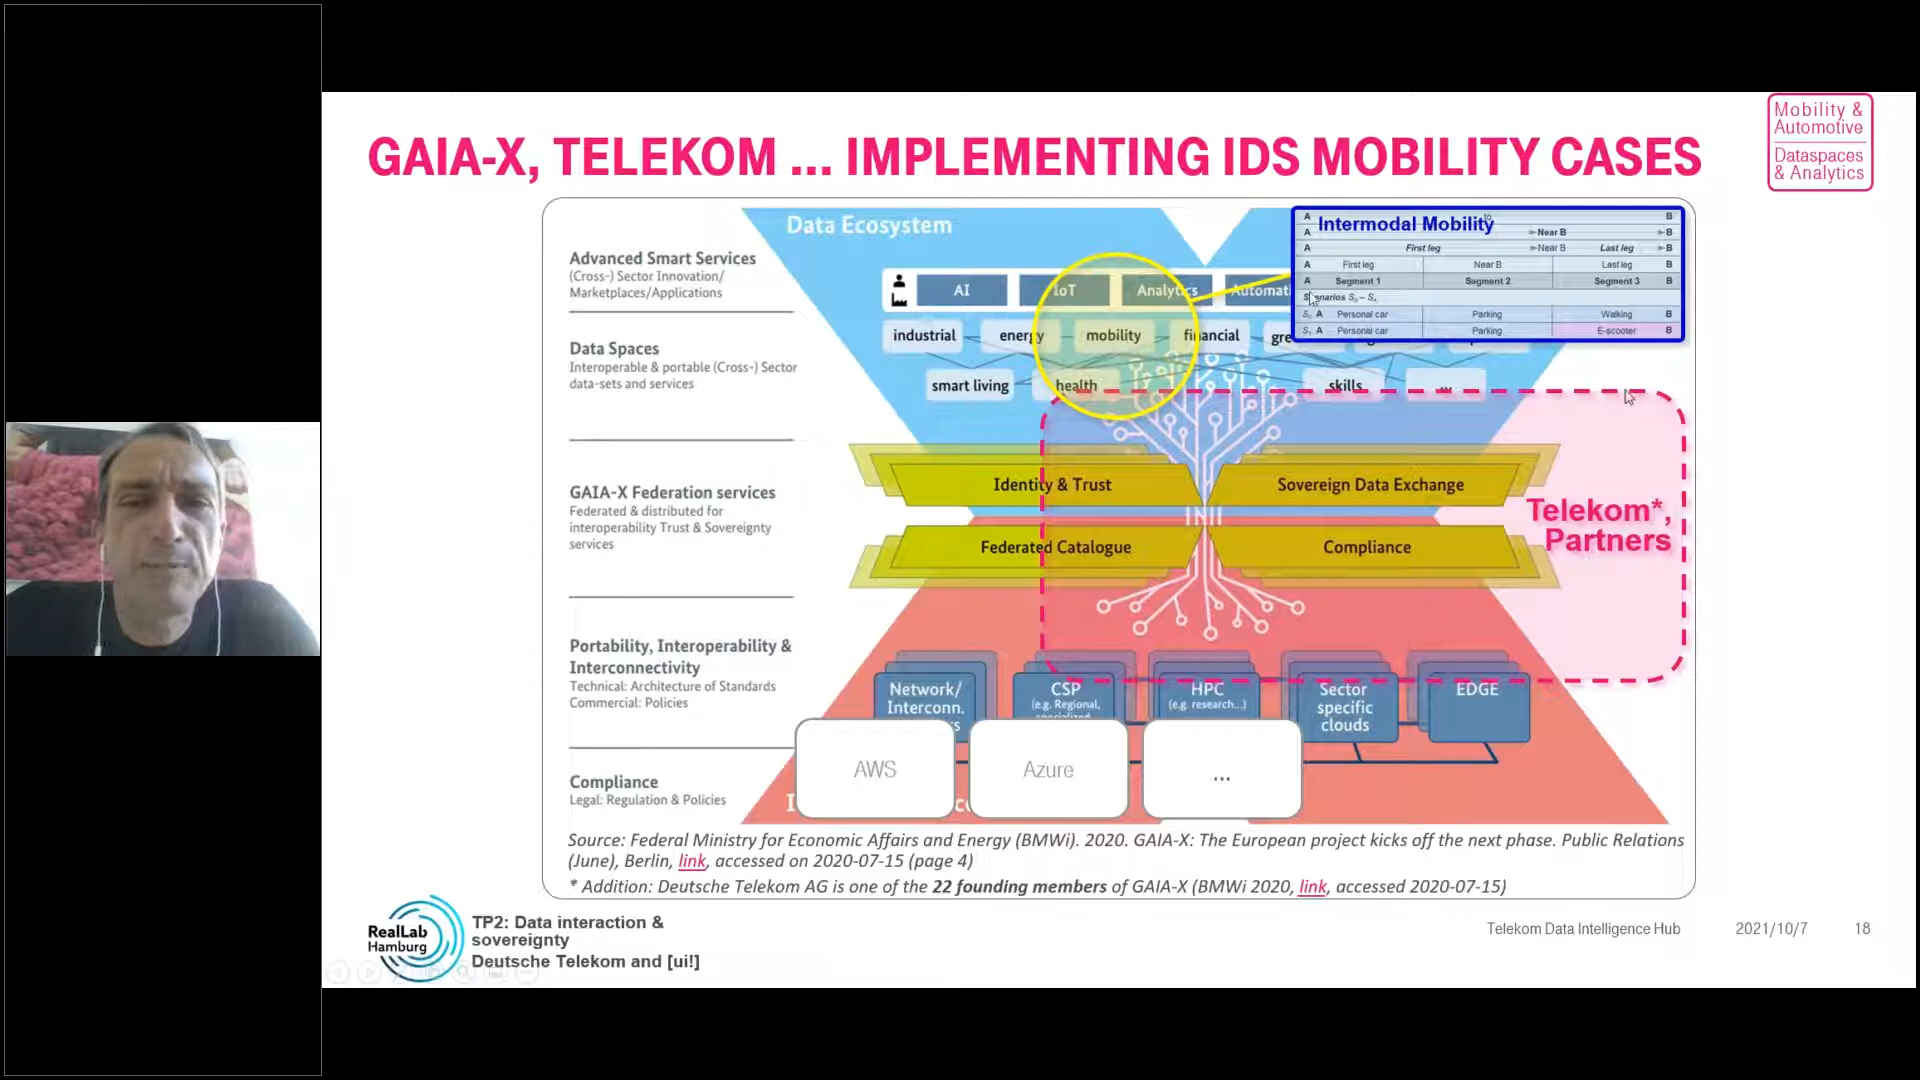 Mobility &
Automotive
Dataspaces
& Analytics
GAIA-X, TELEKOM ... IMPLEMENTING IDS MOBILITY CASES
Data Ecosystem
Advanced Smart Services
(Cross-) Sector Innovation/
Marketplaces/Applications
AI IoT Analytics Automati
Data Spaces
Interoperable & portable (Cross-) Sector
data-sets and services
industrial energy mobility financial gre
smart living health skills ...
A to B
Intermodal Mobility
A Near B B
A First leg Near B Last leg B
A First leg Near B Last leg B
A Segment 1 Segment 2 Segment 3 B
Scenarios S₀ – S₄
S₀ A Personal car Parking Walking B
S₁ A Personal car Parking E-scooter B
GAIA-X Federation services
Federated & distributed for
interoperability Trust & Sovereignty
services
Identity & Trust Sovereign Data Exchange
Federated Catalogue Compliance
Telekom*,
Partners
Portability, Interoperability &
Interconnectivity
Technical: Architecture of Standards
Commercial: Policies
Network/
Interconn.
CSP
(e.g. Regional,
HPC
(e.g. research...)
Sector
specific
clouds
EDGE
AWS Azure ...
Compliance
Legal: Regulation & Policies
Source: Federal Ministry for Economic Affairs and Energy (BMWi). 2020. GAIA-X: The European project kicks off the next phase. Public Relations
(June), Berlin, link, accessed on 2020-07-15 (page 4)
* Addition: Deutsche Telekom AG is one of the 22 founding members of GAIA-X (BMWi 2020, link, accessed 2020-07-15)
RealLab
Hamburg
TP2: Data interaction &
sovereignty
Deutsche Telekom and [ui!]
Telekom Data Intelligence Hub 2021/10/7 18